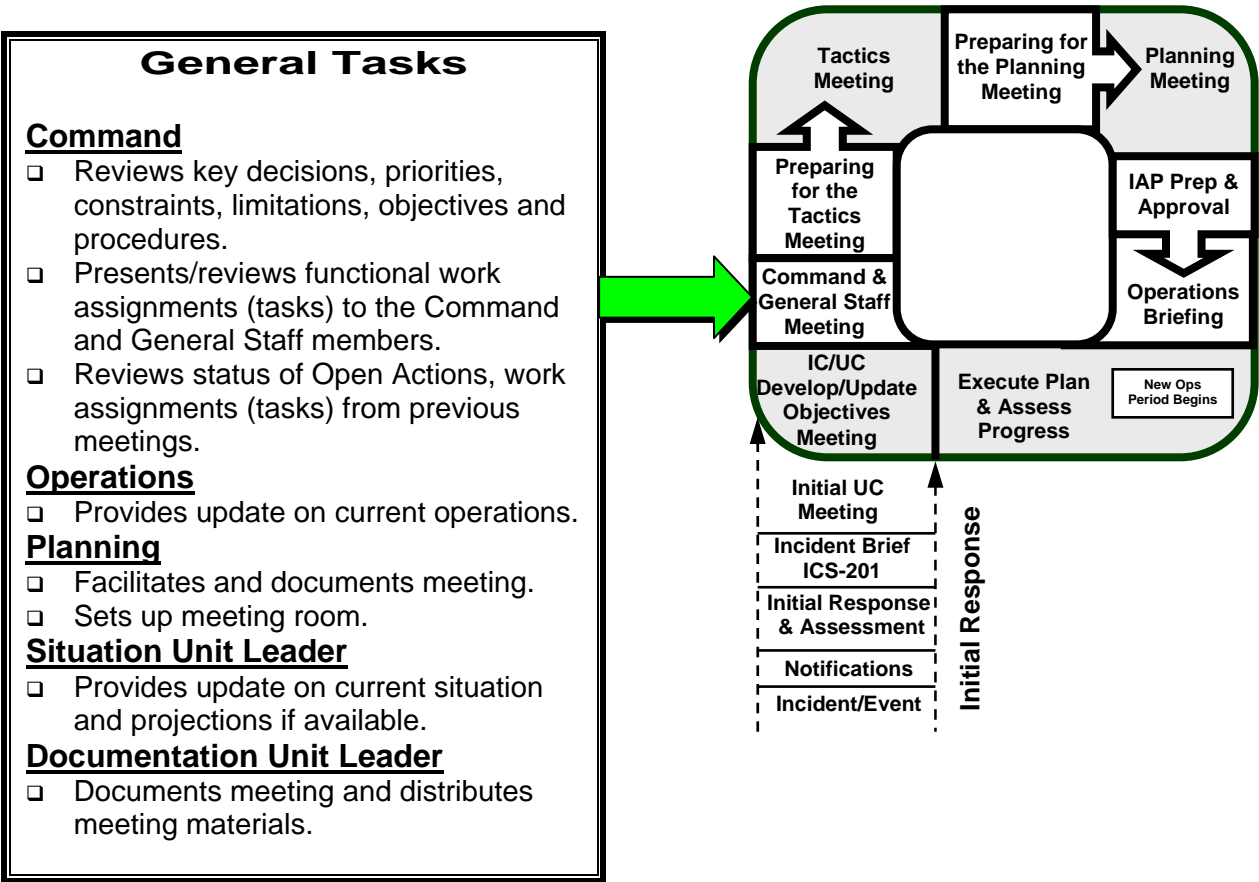 General Tasks
Command
❑ Reviews key decisions, priorities,
constraints, limitations, objectives and
procedures.
❑ Presents/reviews functional work
assignments (tasks) to the Command
and General Staff members.
❑ Reviews status of Open Actions, work
assignments (tasks) from previous
meetings.
Operations
❑ Provides update on current operations.
Planning
❑ Facilitates and documents meeting.
❑ Sets up meeting room.
Situation Unit Leader
❑ Provides update on current situation
and projections if available.
Documentation Unit Leader
❑ Documents meeting and distributes
meeting materials.
Tactics
Meeting
Preparing for
the Planning
Meeting
Planning
Meeting
Preparing
for the
Tactics
Meeting
IAP Prep &
Approval
Command &
General Staff
Meeting
Operations
Briefing
IC/UC
Develop/Update
Objectives
Meeting
Execute Plan
& Assess
Progress
New Ops
Period Begins
Initial UC
Meeting
Incident Brief
ICS-201
Initial Response
& Assessment
Notifications
Incident/Event
Initial Response